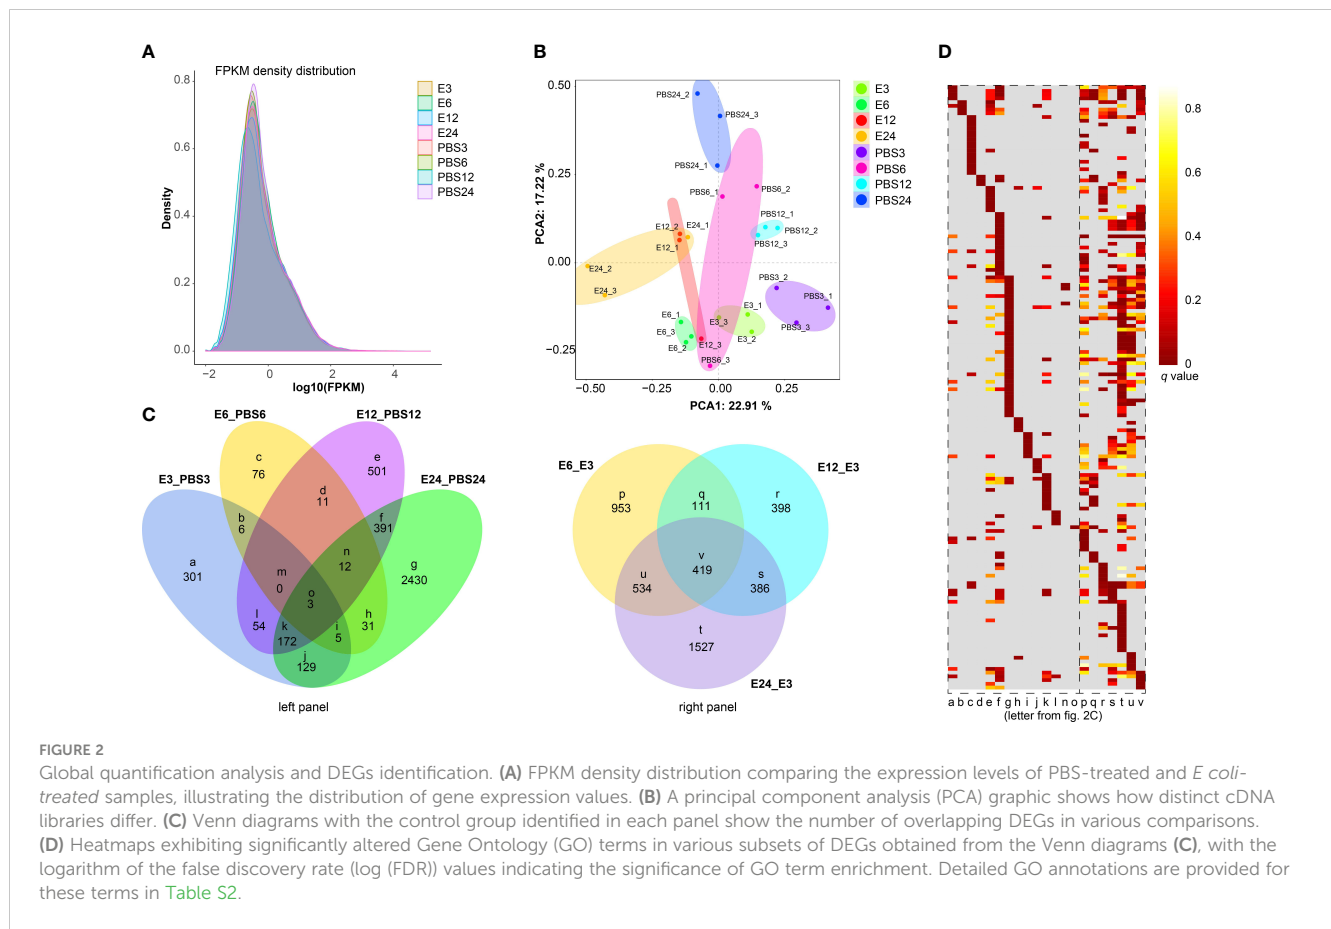 A
FPKM density distribution
0.8
0.6
0.4
0.2
0.0
Density
−2
0
2
4
log10(FPKM)
E3
E6
E12
E24
PBS3
PBS6
PBS12
PBS24
B
0.50
0.25
0.00
−0.25
PCA2: 17.22 %
PBS24_2
PBS24_3
PBS24_1
PBS6_1
PBS6_2
E12_2
E24_1
E12_1
PBS12_1
PBS12_2
PBS12_3
E24_2
E24_3
PBS3_2
PBS3_1
PBS3_3
E3_1
E3_3
E3_2
E6_1
E6_3
E6_2
E12_3
PBS6_3
−0.50
−0.25
0.00
0.25
PCA1: 22.91 %
E3
E6
E12
E24
PBS3
PBS6
PBS12
PBS24
C
E6_PBS6
E12_PBS12
E3_PBS3
E24_PBS24
c
76
e
501
d
11
b
6
f
391
a
301
n
12
g
2430
m
0
o
3
l
54
k
172
i
5
h
31
j
129
left panel
E6_E3
E12_E3
p
953
q
111
r
398
v
419
u
534
s
386
t
1527
E24_E3
right panel
D
0.8
0.6
0.4
0.2
0
q value
a b c d e f g h i j k l n o p q r s t u v
(letter from fig. 2C)
FIGURE 2
Global quantification analysis and DEGs identification. (A) FPKM density distribution comparing the expression levels of PBS-treated and E coli-
treated samples, illustrating the distribution of gene expression values. (B) A principal component analysis (PCA) graphic shows how distinct cDNA
libraries differ. (C) Venn diagrams with the control group identified in each panel show the number of overlapping DEGs in various comparisons.
(D) Heatmaps exhibiting significantly altered Gene Ontology (GO) terms in various subsets of DEGs obtained from the Venn diagrams (C), with the
logarithm of the false discovery rate (log (FDR)) values indicating the significance of GO term enrichment. Detailed GO annotations are provided for
these terms in Table S2.